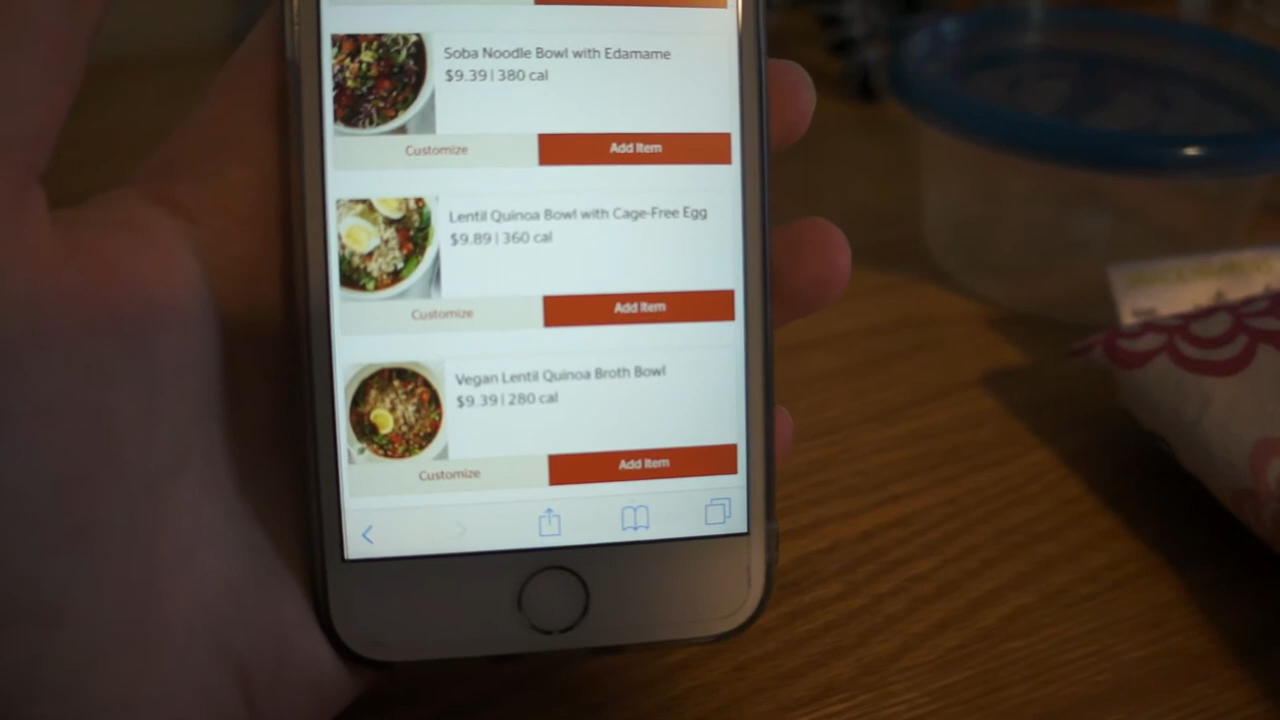 Soba Noodle Bowl with Edamame
$9.39 | 380 cal
Customize
Add Item
Lentil Quinoa Bowl with Cage-Free Egg
$9.89 | 360 cal
Customize
Add Item
Vegan Lentil Quinoa Broth Bowl
$9.39 | 280 cal
Customize
Add Item